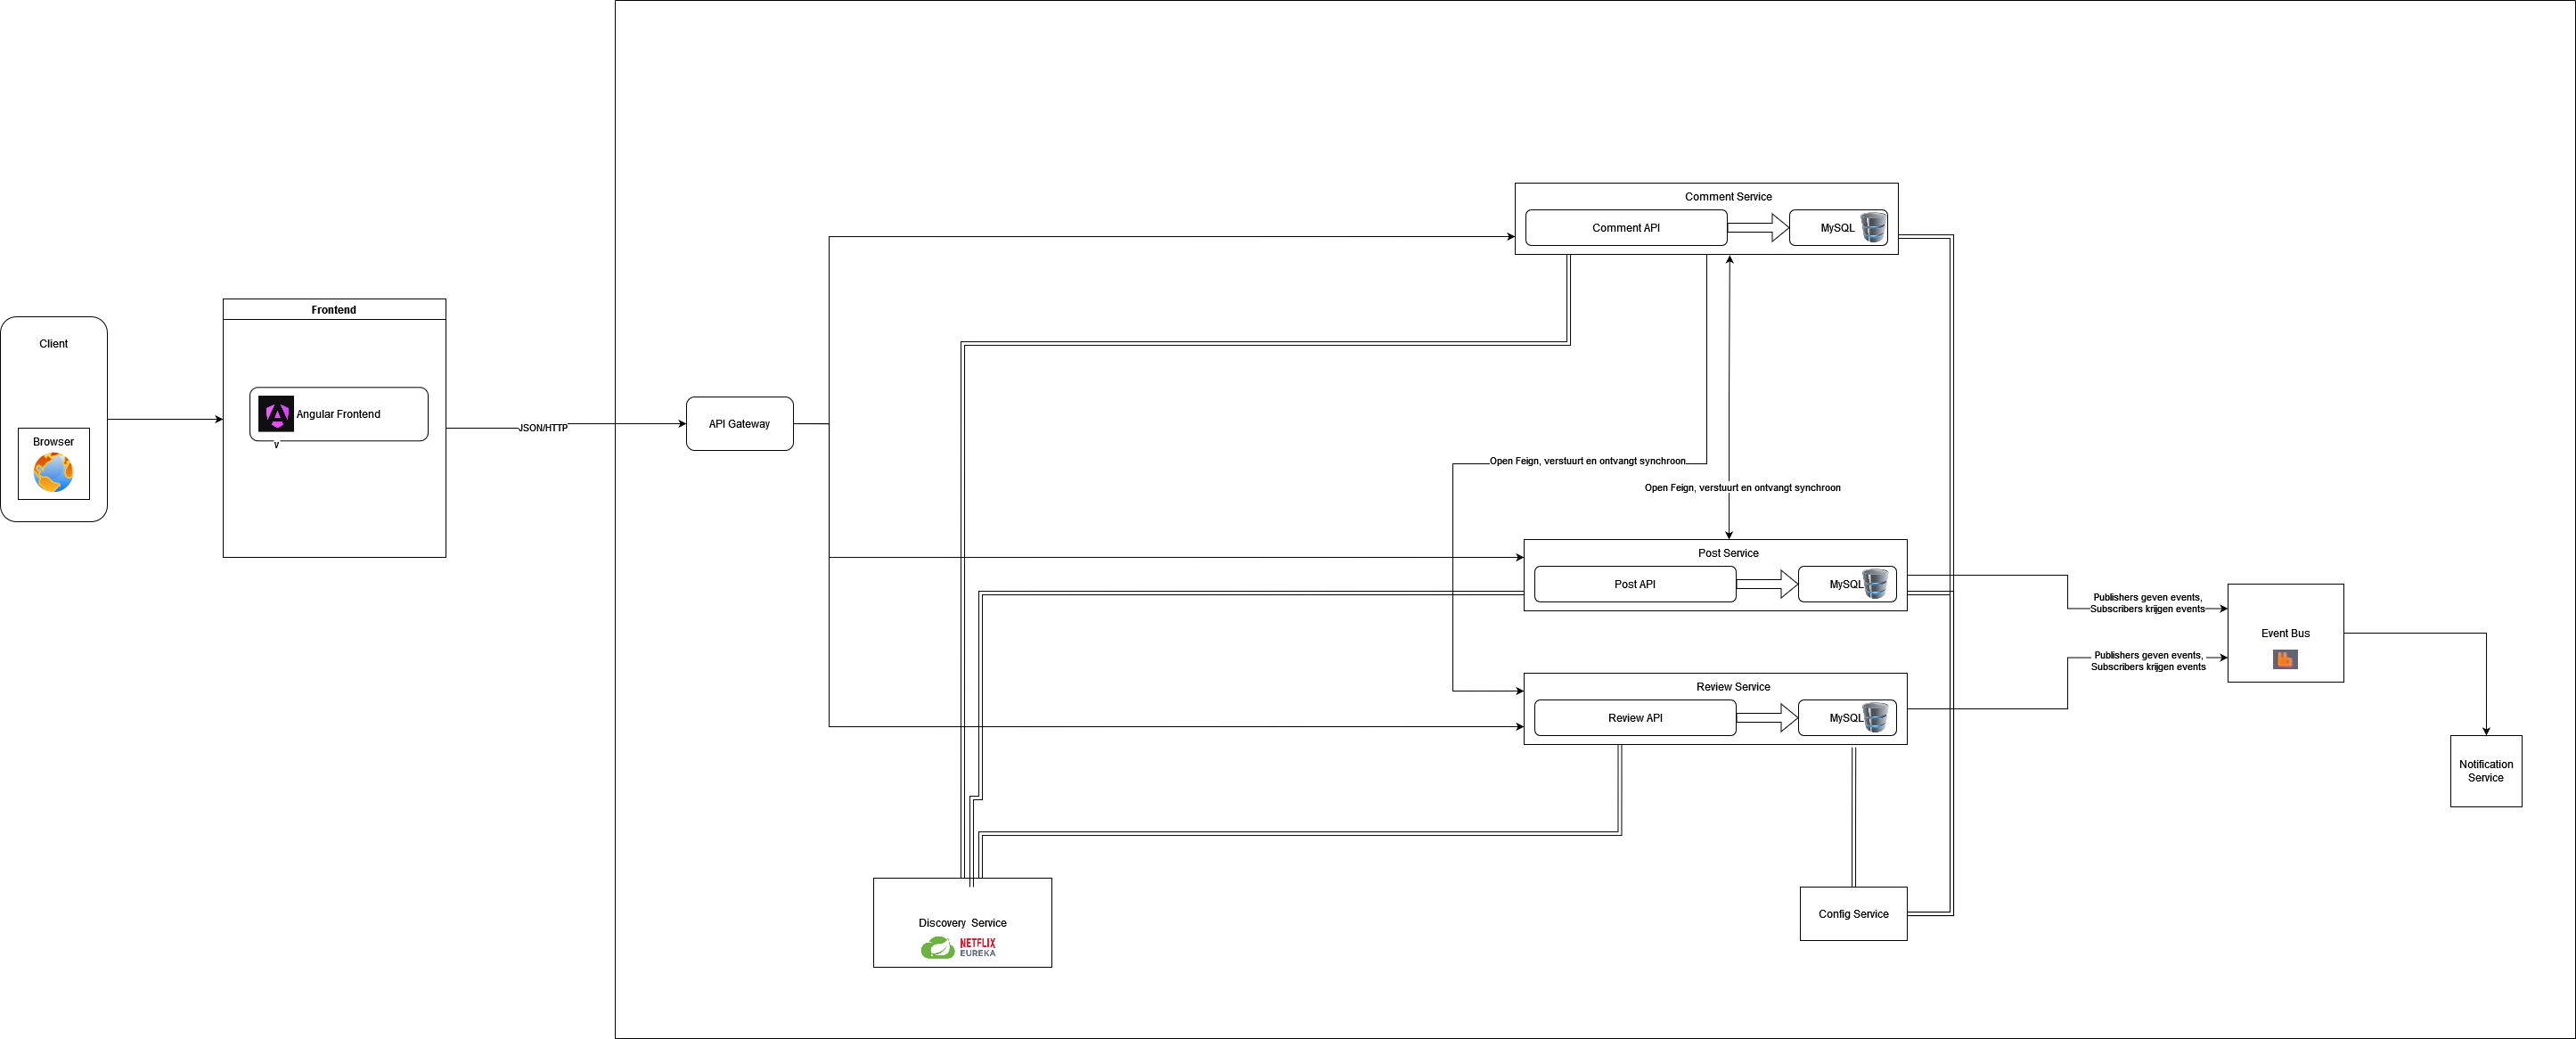 Client
Browser
Frontend
Angular Frontend
v
JSON/HTTP
API Gateway
Comment Service
Comment API
MySQL
Open Feign, verstuurt en ontvangt synchroon
Open Feign, verstuurt en ontvangt synchroon
Post Service
Post API
MySQL
Review Service
Review API
MySQL
Publishers geven events,
Subscribers krijgen events
Publishers geven events,
Subscribers krijgen events
Event Bus
Notification
Service
Discovery Service
NETFLIX
EUREKA
Config Service